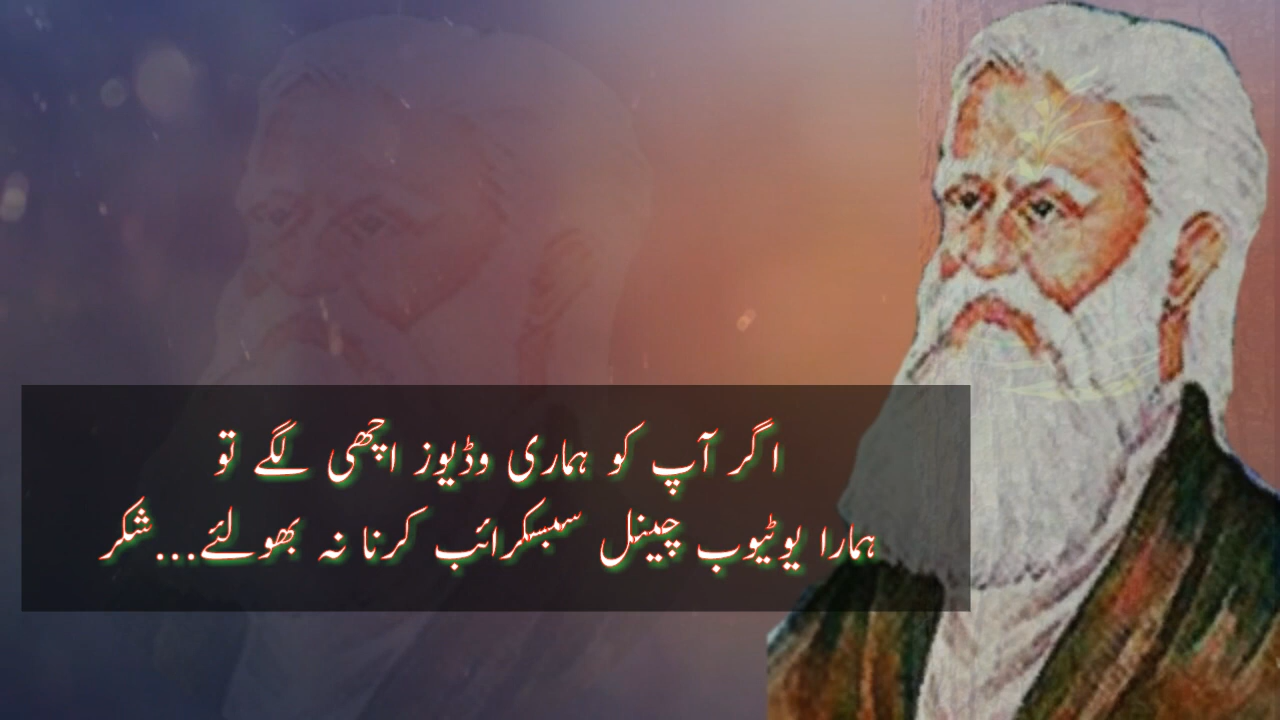 اگر آپ کو ہماری وڈیوز اچھی لگے تو
ہمارا یوٹیوب چینل سبسکرائب کرنا نہ بھولئے...شکر